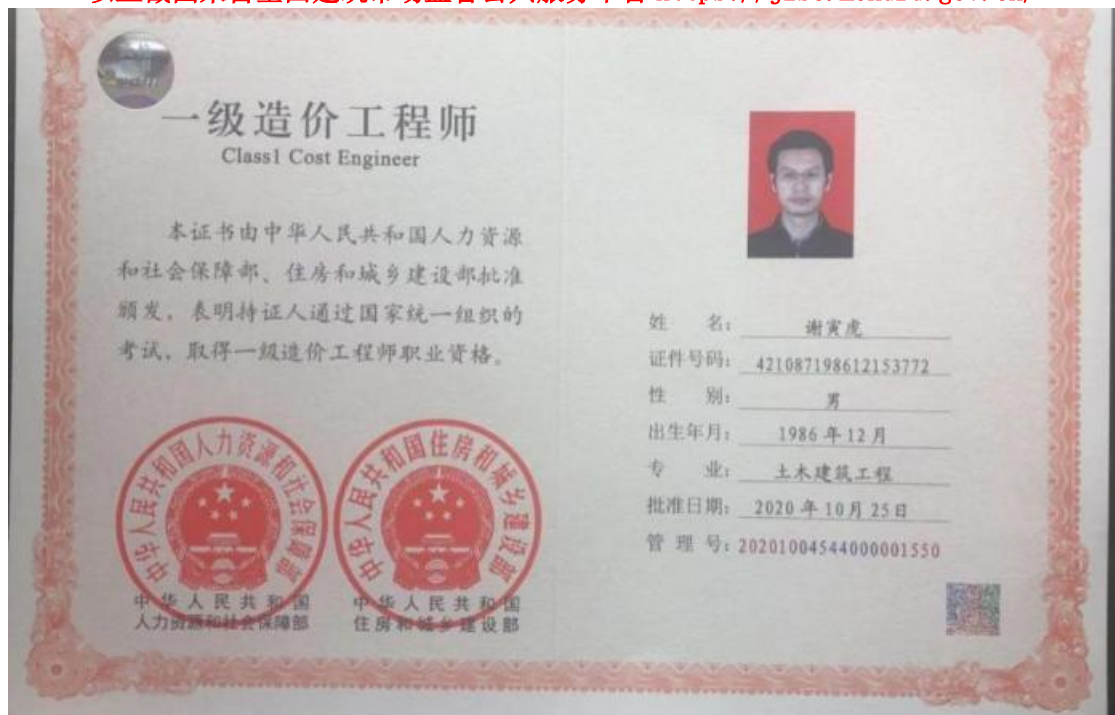 一级造价工程师
Class1 Cost Engineer
本证书由中华人民共和国人力资源
和社会保障部、住房和城乡建设部批准
颁发，表明持证人通过国家统一组织的
考试，取得一级造价工程师职业资格。
中华人民共和国人力资源和社会保障部
中华人民共和国住房和城乡建设部
中华人民共和国
人力资源和社会保障部
中华人民共和国
住房和城乡建设部
姓 名： 谢寅虎
证件号码： 421087198612153772
性 别： 男
出生年月： 1986年12月
专 业： 土木建筑工程
批准日期： 2020年10月25日
管 理 号：20201004544000001550